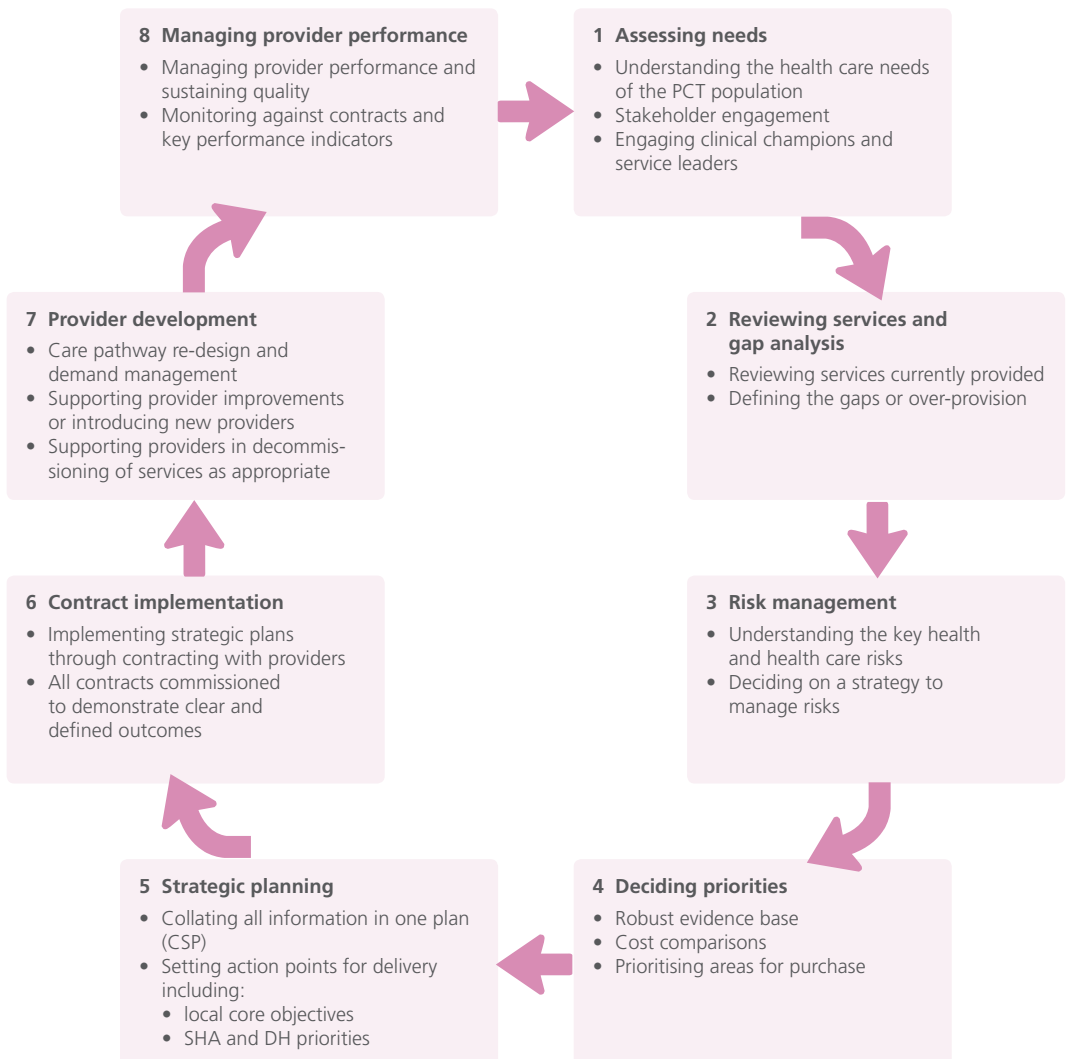 8 Managing provider performance
• Managing provider performance and
sustaining quality
• Monitoring against contracts and
key performance indicators
1 Assessing needs
• Understanding the health care needs
of the PCT population
• Stakeholder engagement
• Engaging clinical champions and
service leaders
7 Provider development
• Care pathway re-design and
demand management
• Supporting provider improvements
or introducing new providers
• Supporting providers in decommis-
sioning of services as appropriate
2 Reviewing services and
gap analysis
• Reviewing services currently provided
• Defining the gaps or over-provision
6 Contract implementation
• Implementing strategic plans
through contracting with providers
• All contracts commissioned
to demonstrate clear and
defined outcomes
3 Risk management
• Understanding the key health
and health care risks
• Deciding on a strategy to
manage risks
5 Strategic planning
• Collating all information in one plan
(CSP)
• Setting action points for delivery
including:
• local core objectives
• SHA and DH priorities
4 Deciding priorities
• Robust evidence base
• Cost comparisons
• Prioritising areas for purchase